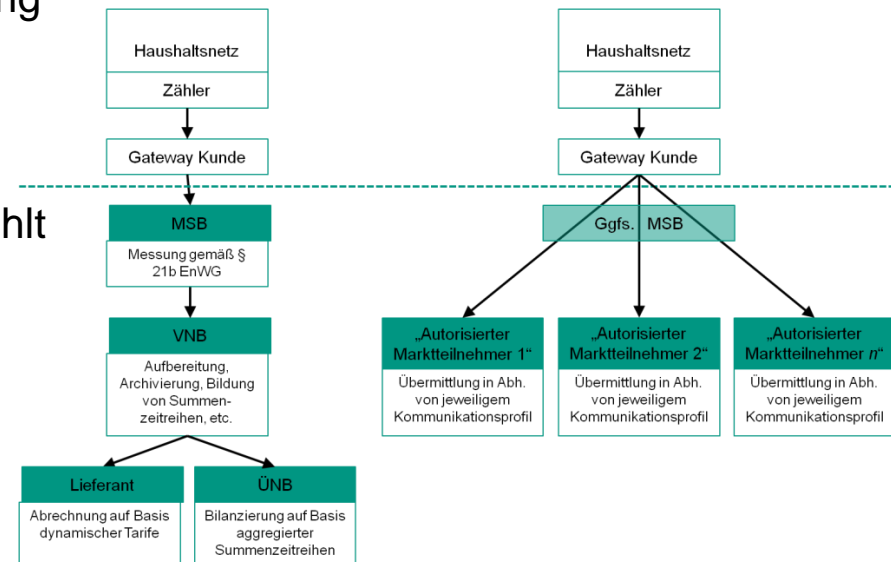 ng
hlt
Haushaltsnetz
Zähler
Gateway Kunde
MSB
Messung gemäß §
21b EnWG
VNB
Aufbereitung,
Archivierung, Bildung
von Summen-
zeitreihen, etc.
Lieferant
Abrechnung auf Basis
dynamischer Tarife
ÜNB
Bilanzierung auf Basis
aggregierter
Summenzeitreihen
Haushaltsnetz
Zähler
Gateway Kunde
Ggfs. MSB
„Autorisierter
Marktteilnehmer 1“
Übermittlung in Abh.
von jeweiligem
Kommunikationsprofil
„Autorisierter
Marktteilnehmer 2“
Übermittlung in Abh.
von jeweiligem
Kommunikationsprofil
„Autorisierter
Marktteilnehmer n“
Übermittlung in Abh.
von jeweiligem
Kommunikationsprofil